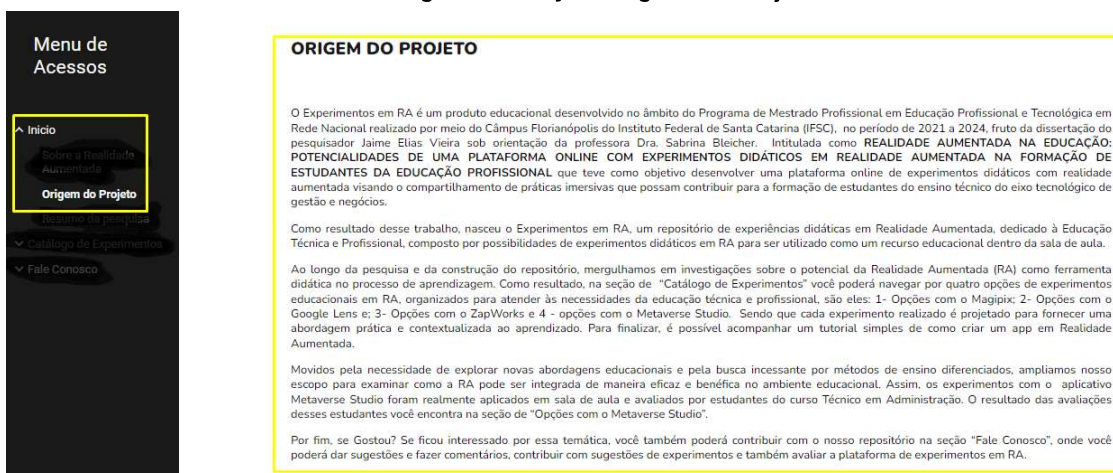 Menu de
Acessos
Inicio
Sobre a Realidade
Aumentada
Origem do Projeto
Resumo da pesquisa
Catálogo de Experimentos
Fale Conosco
ORIGEM DO PROJETO
O Experimentos em RA é um produto educacional desenvolvido no âmbito do Programa de Mestrado Profissional em Educação Profissional e Tecnológica em
Rede Nacional realizado por meio do Câmpus Florianópolis do Instituto Federal de Santa Catarina (IFSC), no período de 2021 a 2024, fruto da dissertação do
pesquisador Jaime Elias Vieira sob orientação da professora Dra. Sabrina Bleicher. Intitulada como REALIDADE AUMENTADA NA EDUCAÇÃO:
POTENCIALIDADES DE UMA PLATAFORMA ONLINE COM EXPERIMENTOS DIDÁTICOS EM REALIDADE AUMENTADA NA FORMAÇÃO DE
ESTUDANTES DA EDUCAÇÃO PROFISSIONAL que teve como objetivo desenvolver uma plataforma online de experimentos didáticos com realidade
aumentada visando o compartilhamento de práticas imersivas que possam contribuir para a formação de estudantes do ensino técnico do eixo tecnológico de
gestão e negócios.
Como resultado desse trabalho, nasceu o Experimentos em RA, um repositório de experiências didáticas em Realidade Aumentada, dedicado à Educação
Técnica e Profissional, composto por possibilidades de experimentos didáticos em RA para ser utilizado como um recurso educacional dentro da sala de aula.
Ao longo da pesquisa e da construção do repositório, mergulhamos em investigações sobre o potencial da Realidade Aumentada (RA) como ferramenta
didática no processo de aprendizagem. Como resultado, na seção de “Catálogo de Experimentos” você poderá navegar por quatro opções de experimentos
educacionais em RA, organizados para atender às necessidades da educação técnica e profissional, são eles: 1- Opções com o Magipix; 2- Opções com o
Google Lens e; 3- Opções com o ZapWorks e 4 - opções com o Metaverse Studio. Sendo que cada experimento realizado é projetado para fornecer uma
abordagem prática e contextualizada ao aprendizado. Para finalizar, é possível acompanhar um tutorial simples de como criar um app em Realidade
Aumentada.
Movidos pela necessidade de explorar novas abordagens educacionais e pela busca incessante por métodos de ensino diferenciados, ampliamos nosso
escopo para examinar como a RA pode ser integrada de maneira eficaz e benéfica no ambiente educacional. Assim, os experimentos com o aplicativo
Metaverse Studio foram realmente aplicados em sala de aula e avaliados por estudantes do curso Técnico em Administração. O resultado das avaliações
desses estudantes você encontra na seção de “Opções com o Metaverse Studio”.
Por fim, se Gostou? Se ficou interessado por essa temática, você também poderá contribuir com o nosso repositório na seção “Fale Conosco”, onde você
poderá dar sugestões e fazer comentários, contribuir com sugestões de experimentos e também avaliar a plataforma de experimentos em RA.